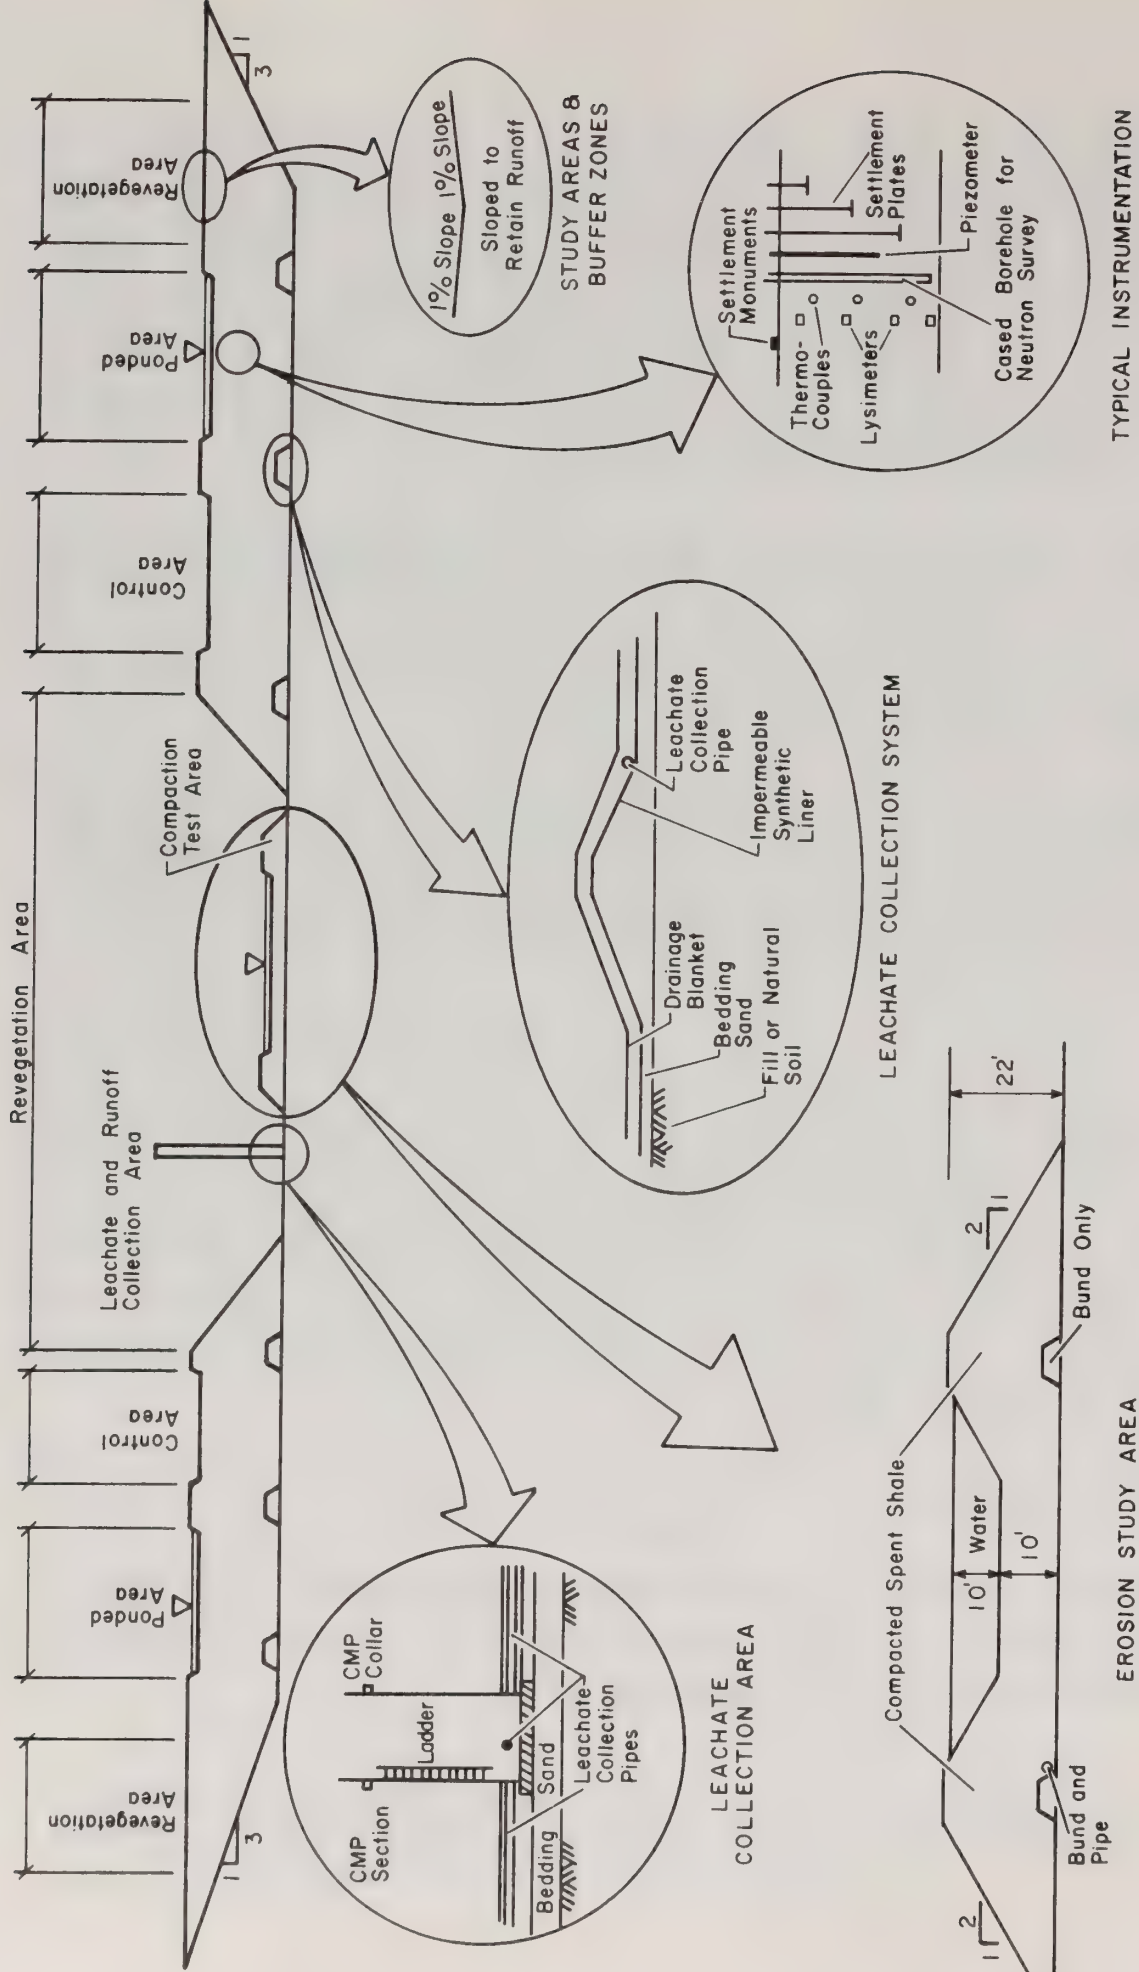 Revegetation
Area
Ponded
Area
Control
Area
Revegetation Area
Leachate and Runoff
Collection Area
Compaction
Test Area
Control
Area
Ponded
Area
Revegetation
Area
1
3
1
3
1% Slope 1% Slope
Sloped to
Retain Runoff
STUDY AREAS &
BUFFER ZONES
CMP
Section
CMP
Collar
Ladder
Bedding Sand
Leachate
Collection
Pipes
LEACHATE
COLLECTION AREA
Drainage
Blanket
Bedding
Sand
Fill or Natural
Soil
Leachate
Collection
Pipe
Impermeable
Synthetic
Liner
LEACHATE COLLECTION SYSTEM
Settlement
Monuments
Thermo-
Couples
Lysimeters
Settlement
Plates
Piezometer
Cased Borehole for
Neutron Survey
TYPICAL INSTRUMENTATION
Compacted Spent Shale
1
2
10'
Water
10'
2
1
22'
Bund and
Pipe
Bund Only
EROSION STUDY AREA